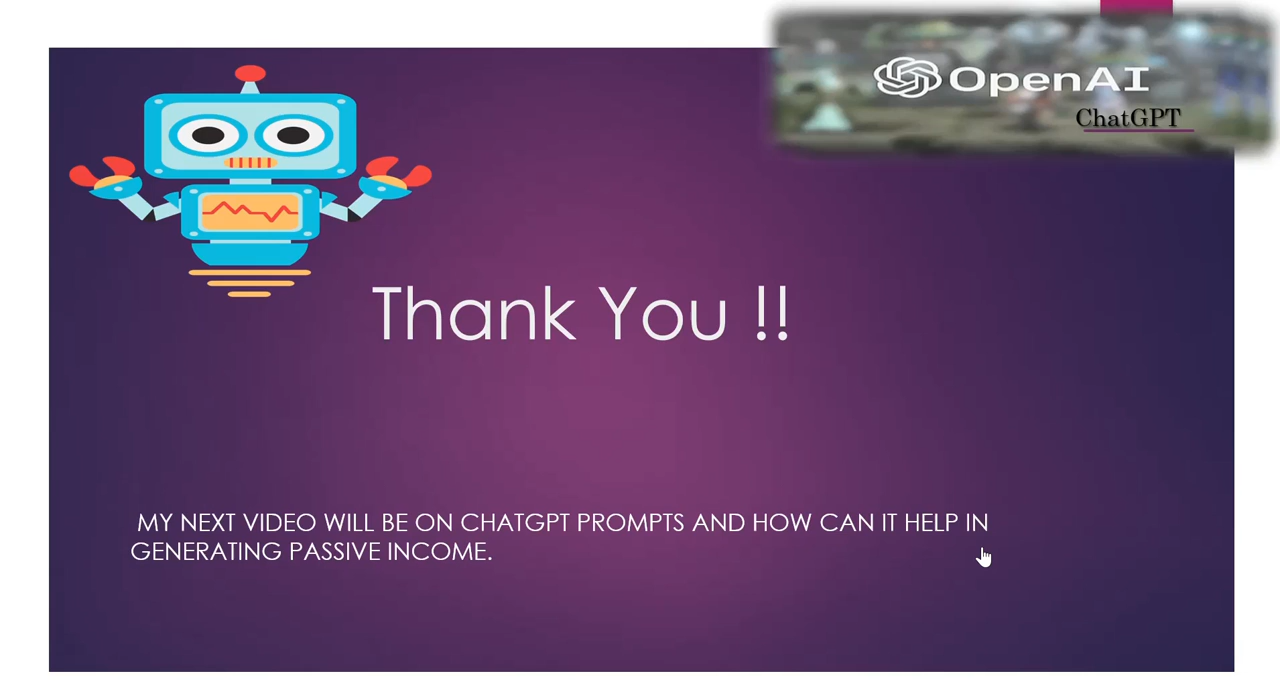 OpenAI
ChatGPT
Thank You !!
MY NEXT VIDEO WILL BE ON CHATGPT PROMPTS AND HOW CAN IT HELP IN
GENERATING PASSIVE INCOME.